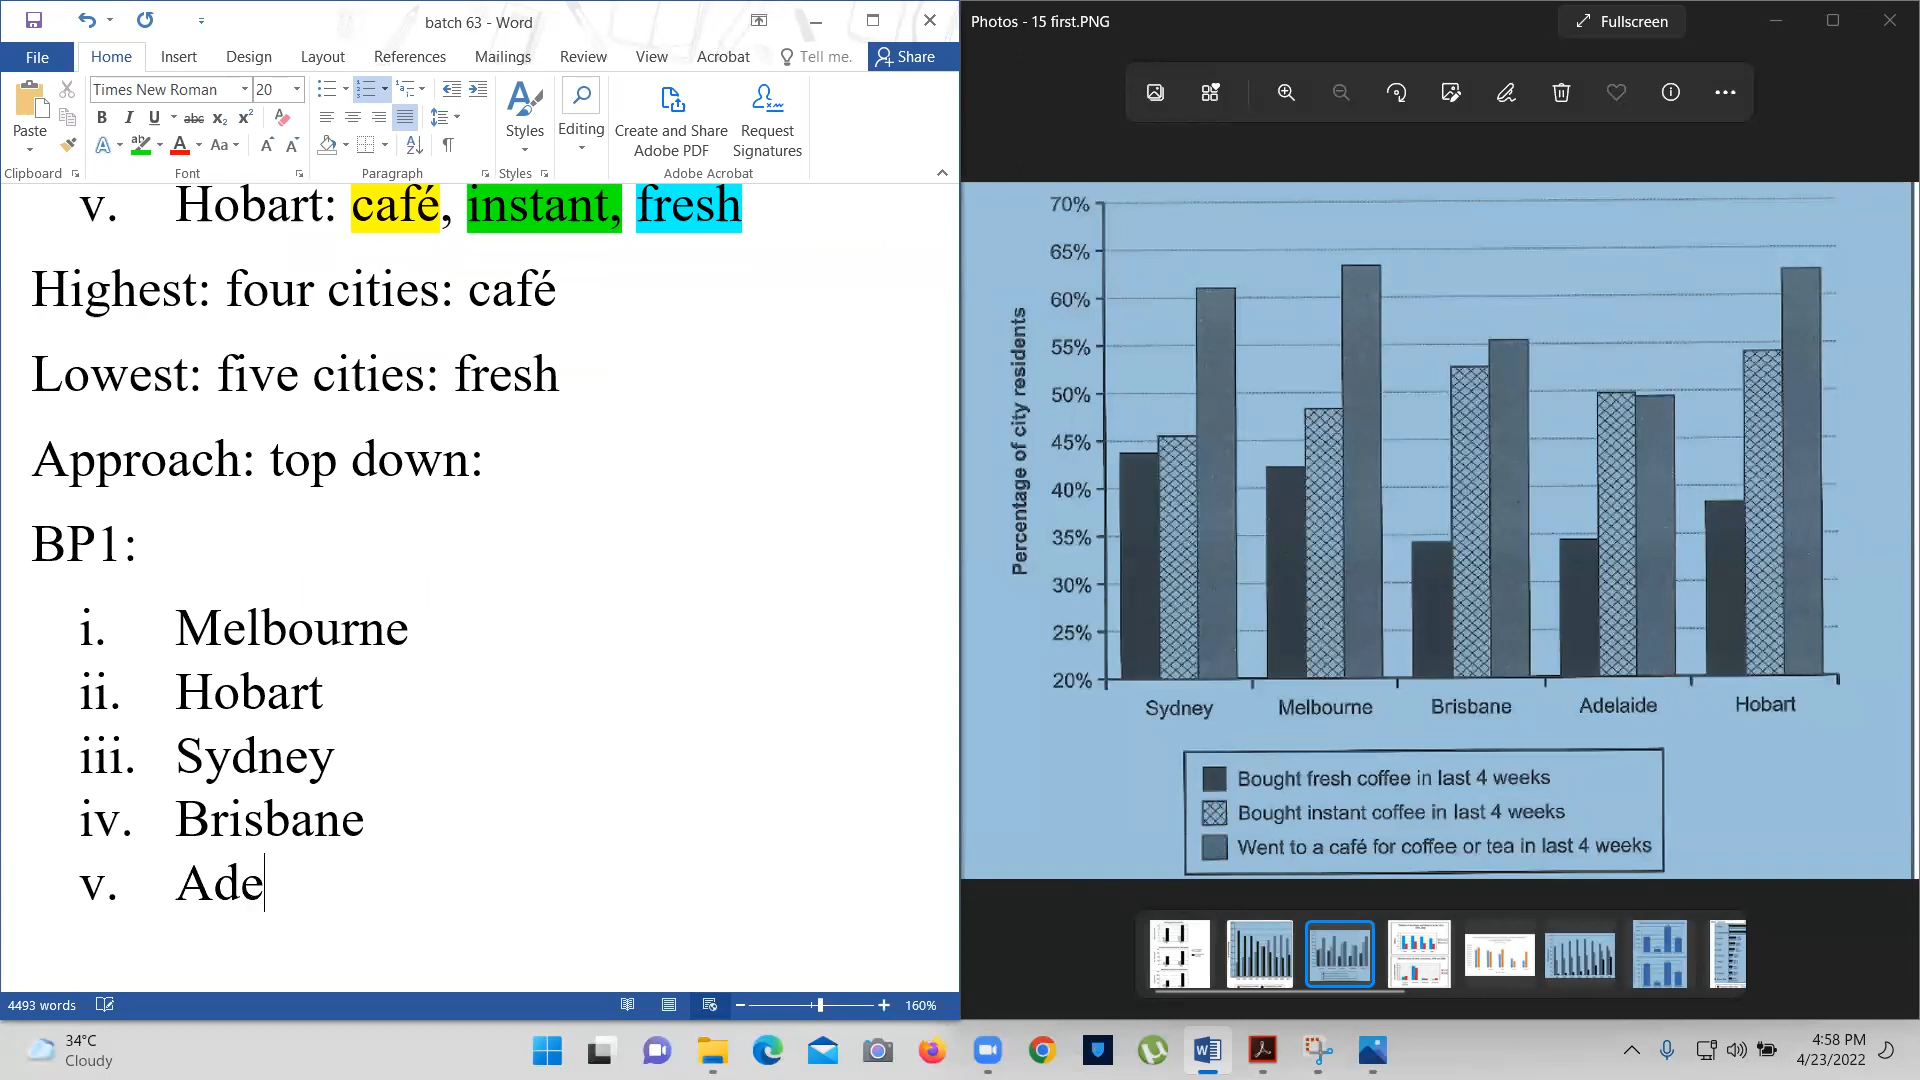 batch 63 - Word
File Home Insert Design Layout References Mailings Review View Acrobat Tell me. Share
Times New Roman 20
Paste
B I U abc x₂ x²
A A Aa A A
Styles
Editing
Create and Share Adobe PDF
Request Signatures
Clipboard Font Paragraph Styles Adobe Acrobat
v. Hobart: café, instant, fresh
Highest: four cities: café
Lowest: five cities: fresh
Approach: top down:
BP1:
i. Melbourne
ii. Hobart
iii. Sydney
iv. Brisbane
v. Ade
4493 words
160%
Photos - 15 first.PNG
Fullscreen
Percentage of city residents
70%
65%
60%
55%
50%
45%
40%
35%
30%
25%
20%
Sydney Melbourne Brisbane Adelaide Hobart
Bought fresh coffee in last 4 weeks
Bought instant coffee in last 4 weeks
Went to a café for coffee or tea in last 4 weeks
34°C
Cloudy
4:58 PM
4/23/2022